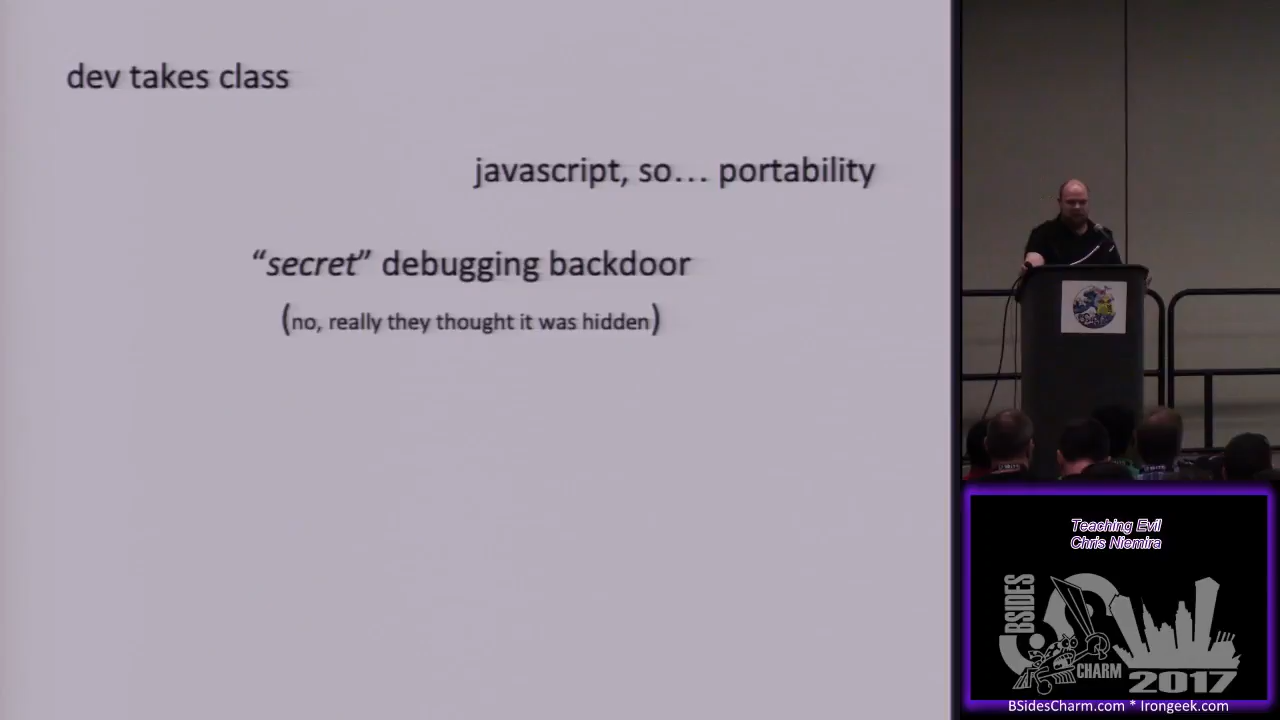 dev takes class
javascript, so... portability
“secret” debugging backdoor
(no, really they thought it was hidden)
Teaching Evil
Chris Niemira
BSIDES
CHARM
2017
BSidesCharm.com * Irongeek.com